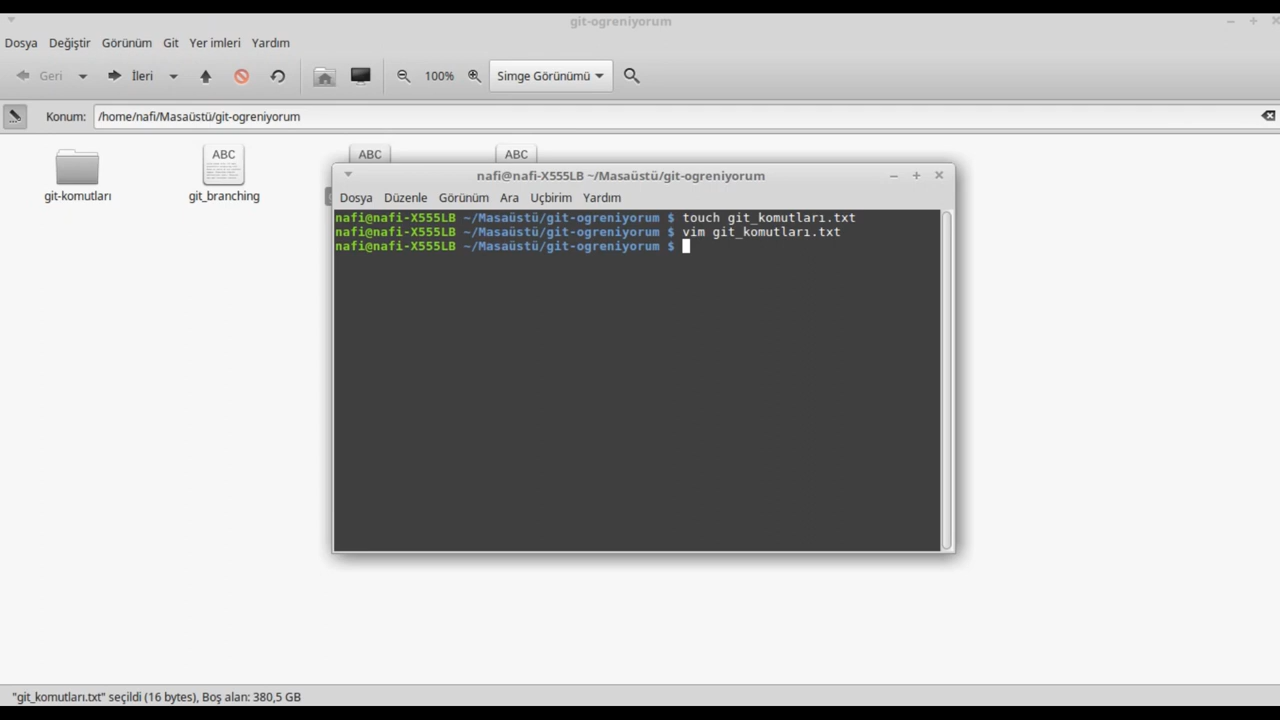 git-ogreniyorum
Dosya Değiştir Görünüm Git Yer imleri Yardım
Geri İleri 100% Simge Görünümü
Konum: /home/nafi/Masaüstü/git-ogreniyorum
ABC ABC ABC
git-komutları git_branching
nafi@nafi-X555LB ~/Masaüstü/git-ogreniyorum
Dosya Düzenle Görünüm Ara Uçbirim Yardım
nafi@nafi-X555LB ~/Masaüstü/git-ogreniyorum $ touch git_komutları.txt
nafi@nafi-X555LB ~/Masaüstü/git-ogreniyorum $ vim git_komutları.txt
nafi@nafi-X555LB ~/Masaüstü/git-ogreniyorum $
"git_komutları.txt" seçildi (16 bytes), Boş alan: 380,5 GB